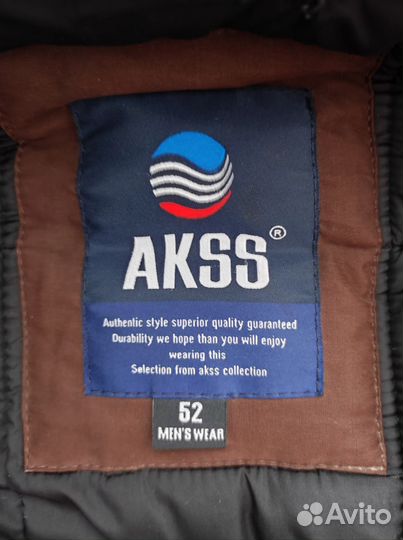 AKSS®
Authentic style superior quality guaranteed
Durability we hope than you will enjoy
wearing this
Selection from akss collection
52
MEN'S WEAR
Avito